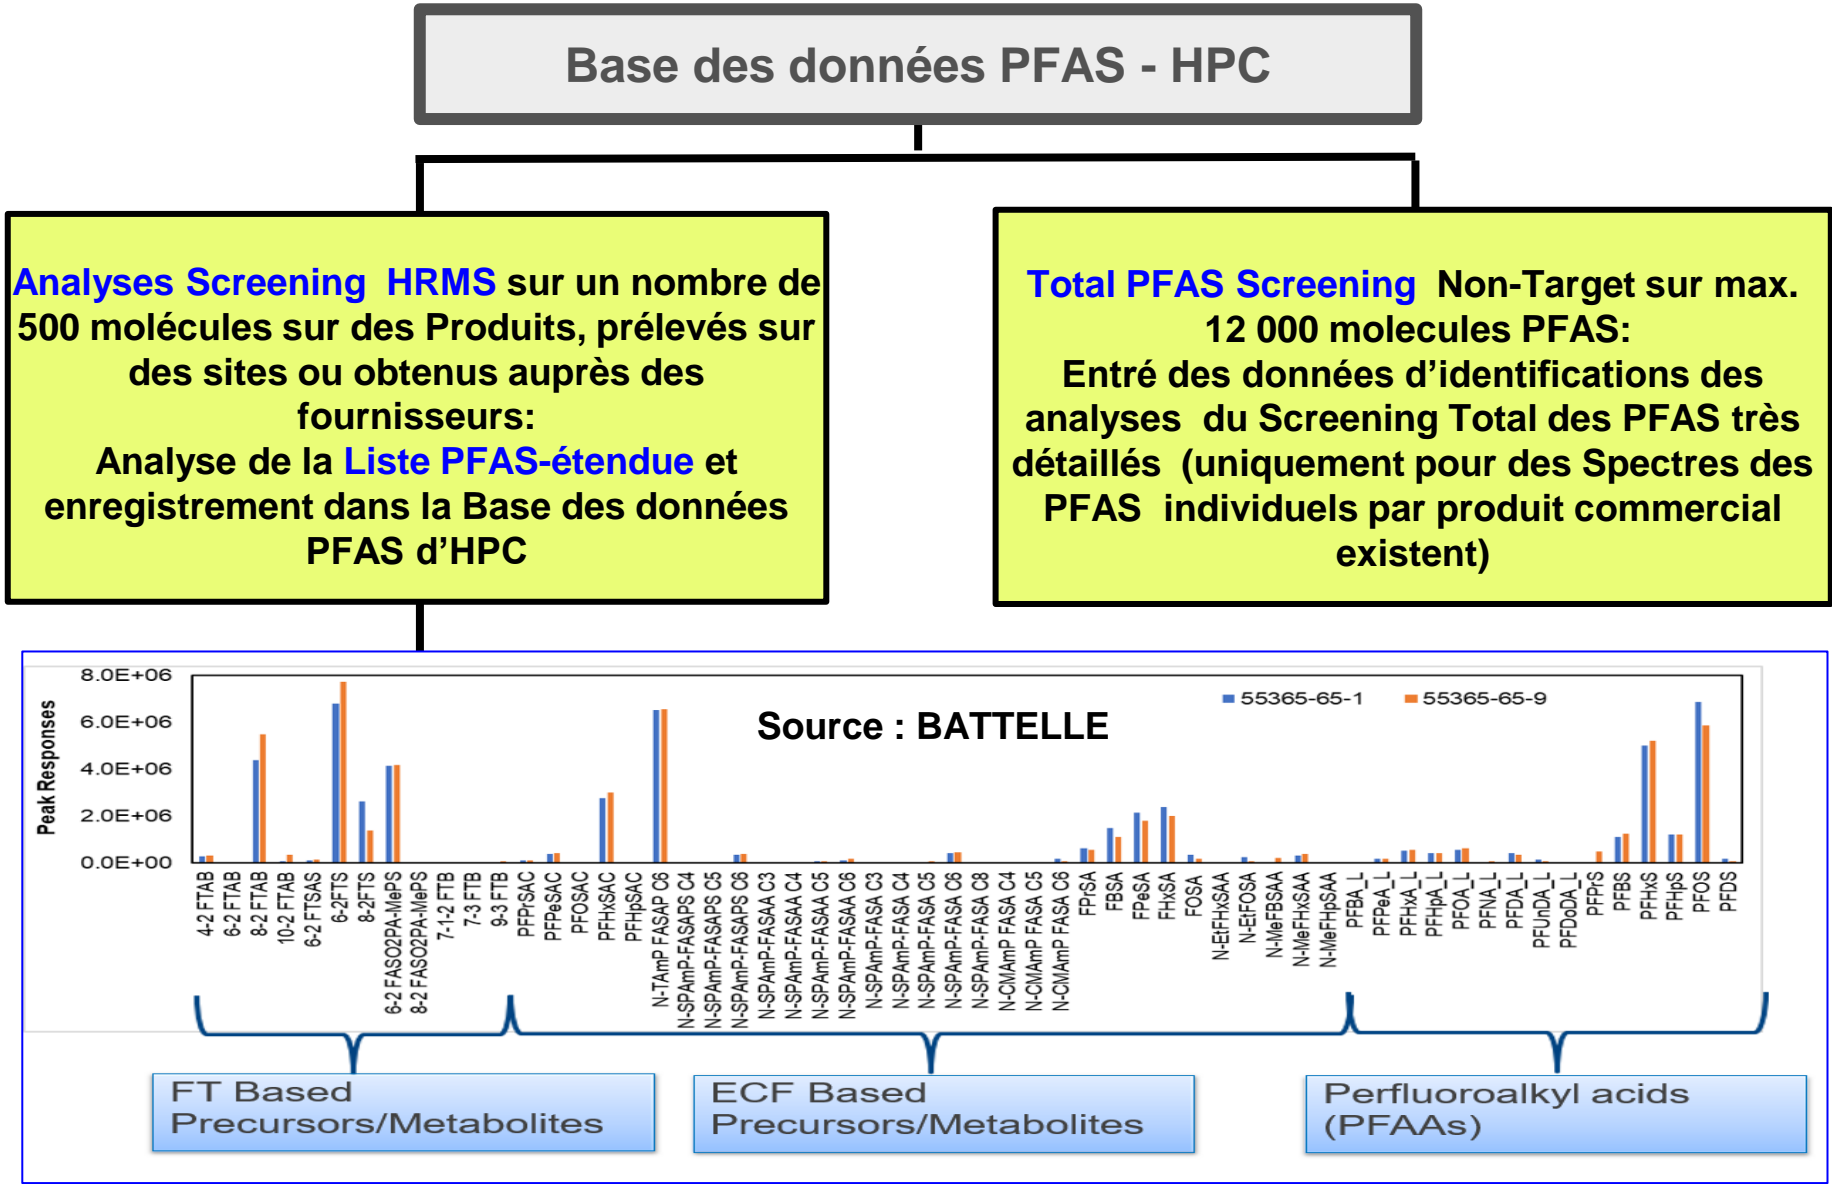 Base des données PFAS - HPC
Analyses Screening  HRMS sur un nombre de
500 molécules sur des Produits, prélevés sur
des sites ou obtenus auprès des
fournisseurs:
Analyse de la Liste PFAS-étendue et
enregistrement dans la Base des données
PFAS d’HPC
Total PFAS Screening  Non-Target sur max.
12 000 molecules PFAS:
Entré des données d’identifications des
analyses  du Screening Total des PFAS très
détaillés  (uniquement pour des Spectres des
PFAS  individuels par produit commercial
existent)
Peak Responses
8.0E+06
6.0E+06
4.0E+06
2.0E+06
0.0E+00
Source : BATTELLE
55365-65-1
55365-65-9
4-2 FTAB
6-2 FTAB
8-2 FTAB
10-2 FTAB
6-2 FTSAS
6-2FTS
8-2FTS
6-2 FASO2PA-MePS
8-2 FASO2PA-MePS
7-1-2 FTB
7-3 FTB
9-3 FTB
PFPrSAC
PFPeSAC
PFOSAC
PFHxSAC
PFHpSAC
N-TAmP FASAP C6
N-SPAmP-FASAPS C4
N-SPAmP-FASAPS C5
N-SPAmP-FASAPS C6
N-SPAmP-FASAA C3
N-SPAmP-FASAA C4
N-SPAmP-FASAA C5
N-SPAmP-FASAA C6
N-SPAmP-FASA C3
N-SPAmP-FASA C4
N-SPAmP-FASA C5
N-SPAmP-FASA C6
N-SPAmP-FASA C8
N-CMAmP FASA C4
N-CMAmP FASA C5
N-CMAmP FASA C6
FPrSA
FBSA
FPeSA
FHxSA
FOSA
N-EtFHxSAA
N-EtFOSA
N-MeFBSAA
N-MeFHxSAA
N-MeFHpSAA
PFBA_L
PFPeA_L
PFHxA_L
PFHpA_L
PFOA_L
PFNA_L
PFDA_L
PFUnDA_L
PFDoDA_L
PFPrS
PFBS
PFHxS
PFHpS
PFOS
PFDS
FT Based
Precursors/Metabolites
ECF Based
Precursors/Metabolites
Perfluoroalkyl acids
(PFAAs)